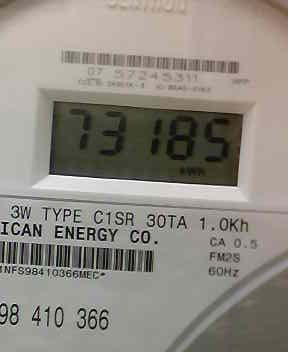 07 57245311
73185
kWh
3W TYPE C1SR 30TA 1.0Kh
ICAN ENERGY CO.
CA 0.5
FM2S
60Hz
1NFS98410366MEC*
98 410 366